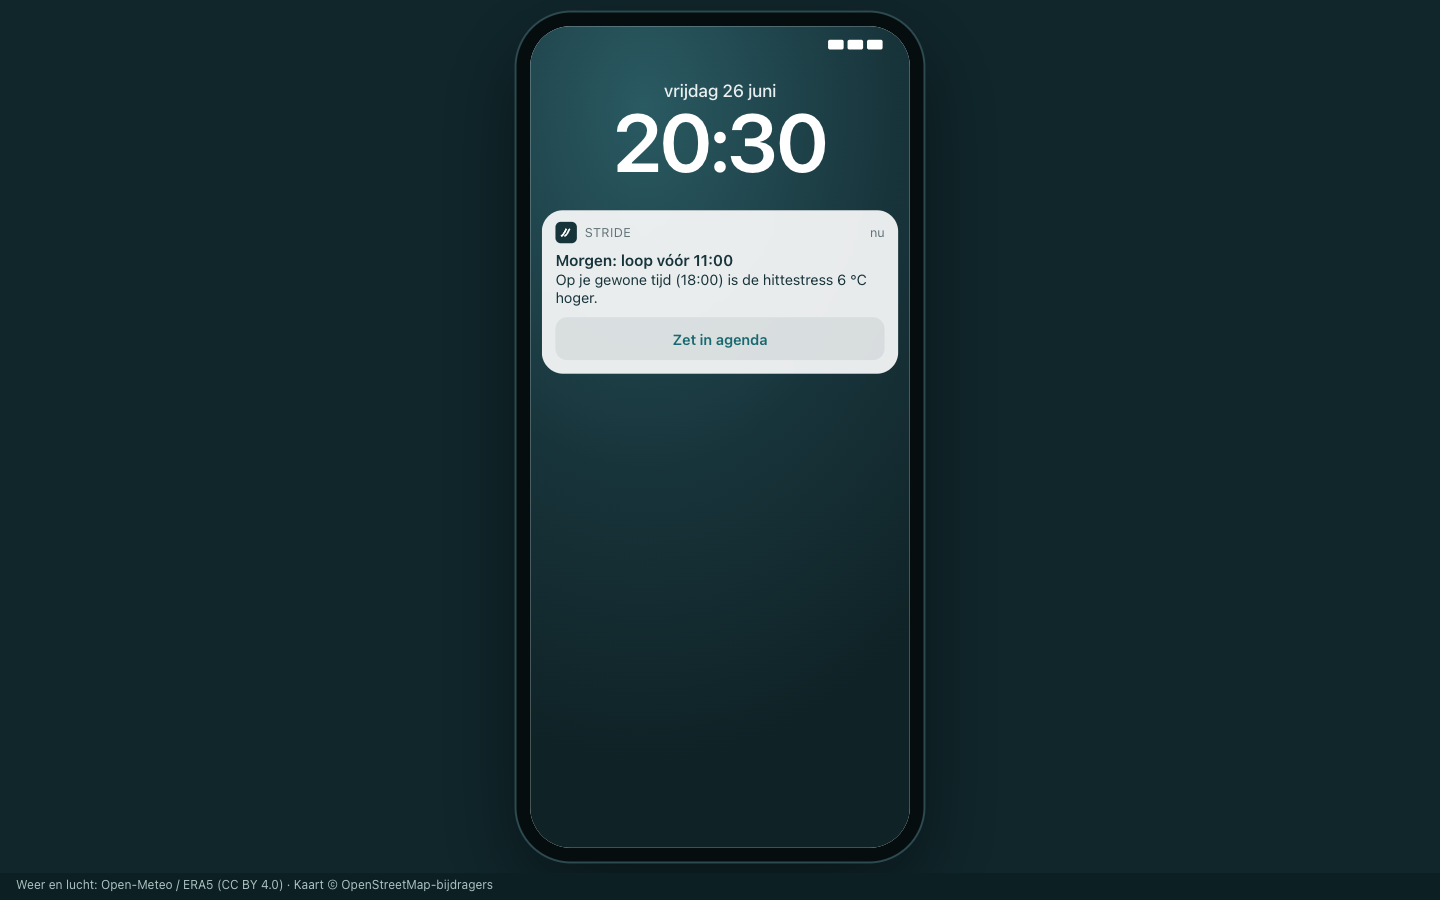 vrijdag 26 juni
20:30
STRIDE
nu
Morgen: loop vóór 11:00
Op je gewone tijd (18:00) is de hittestress 6 °C
hoger.
Zet in agenda
Weer en lucht: Open-Meteo / ERA5 (CC BY 4.0) · Kaart © OpenStreetMap-bijdragers